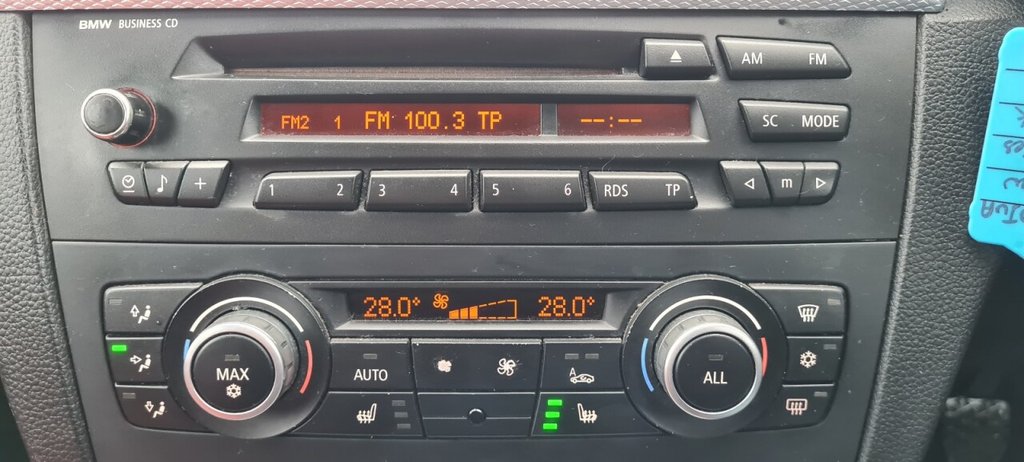 BMW BUSINESS CD
AM FM
FM2 1 FM 100.3 TP --:--
SC MODE
1 2 3 4 5 6 RDS TP
+ m
28.0° 28.0°
MAX AUTO A ALL